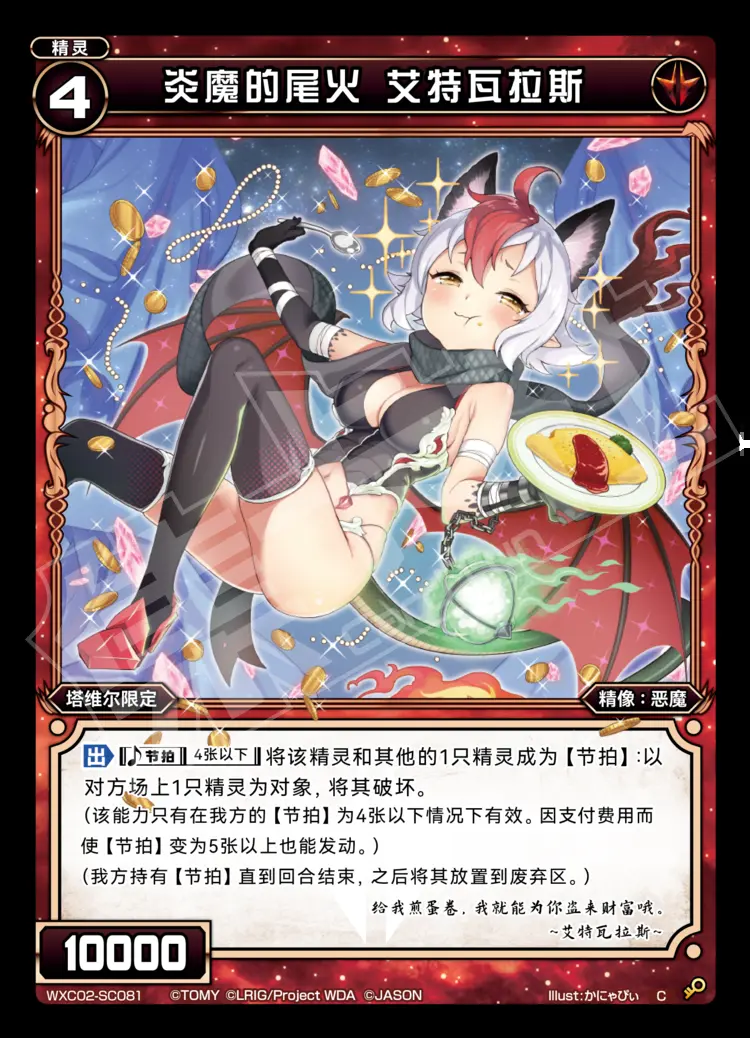 精灵
4
炎魔的尾火 艾特瓦拉斯
塔维尔限定
精像：恶魔
出 节拍 4张以下 将该精灵和其他的1只精灵成为【节拍】：以
对方场上1只精灵为对象，将其破坏。
（该能力只有在我方的【节拍】为4张以下情况下有效。因支付费用而
使【节拍】变为5张以上也能发动。）
（我方持有【节拍】直到回合结束，之后将其放置到废弃区。）
给我煎蛋卷，我就能为你盗来财富哦。
~艾特瓦拉斯~
10000
WXC02-SC081 ©TOMY ©LRIG/Project WDA ©JASON Illust:かにゃぴぃ C